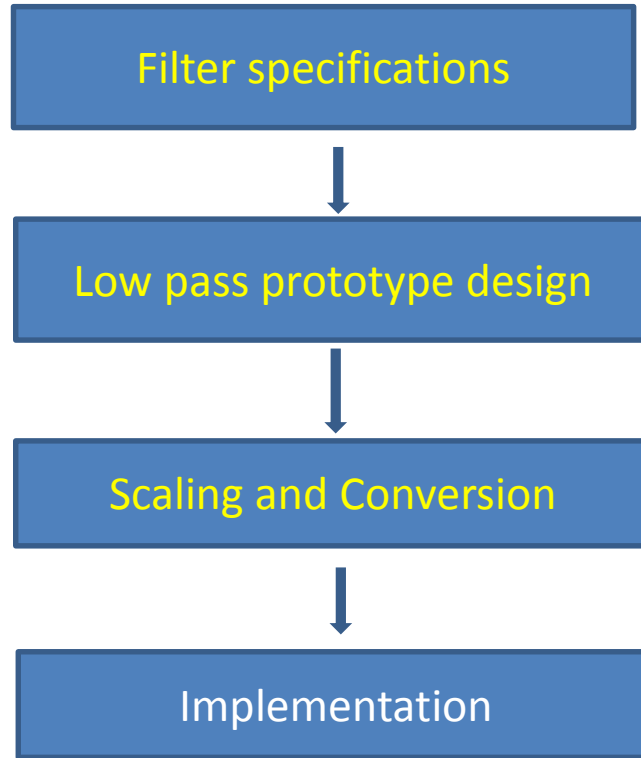 Filter specifications
Low pass prototype design
Scaling and Conversion
Implementation